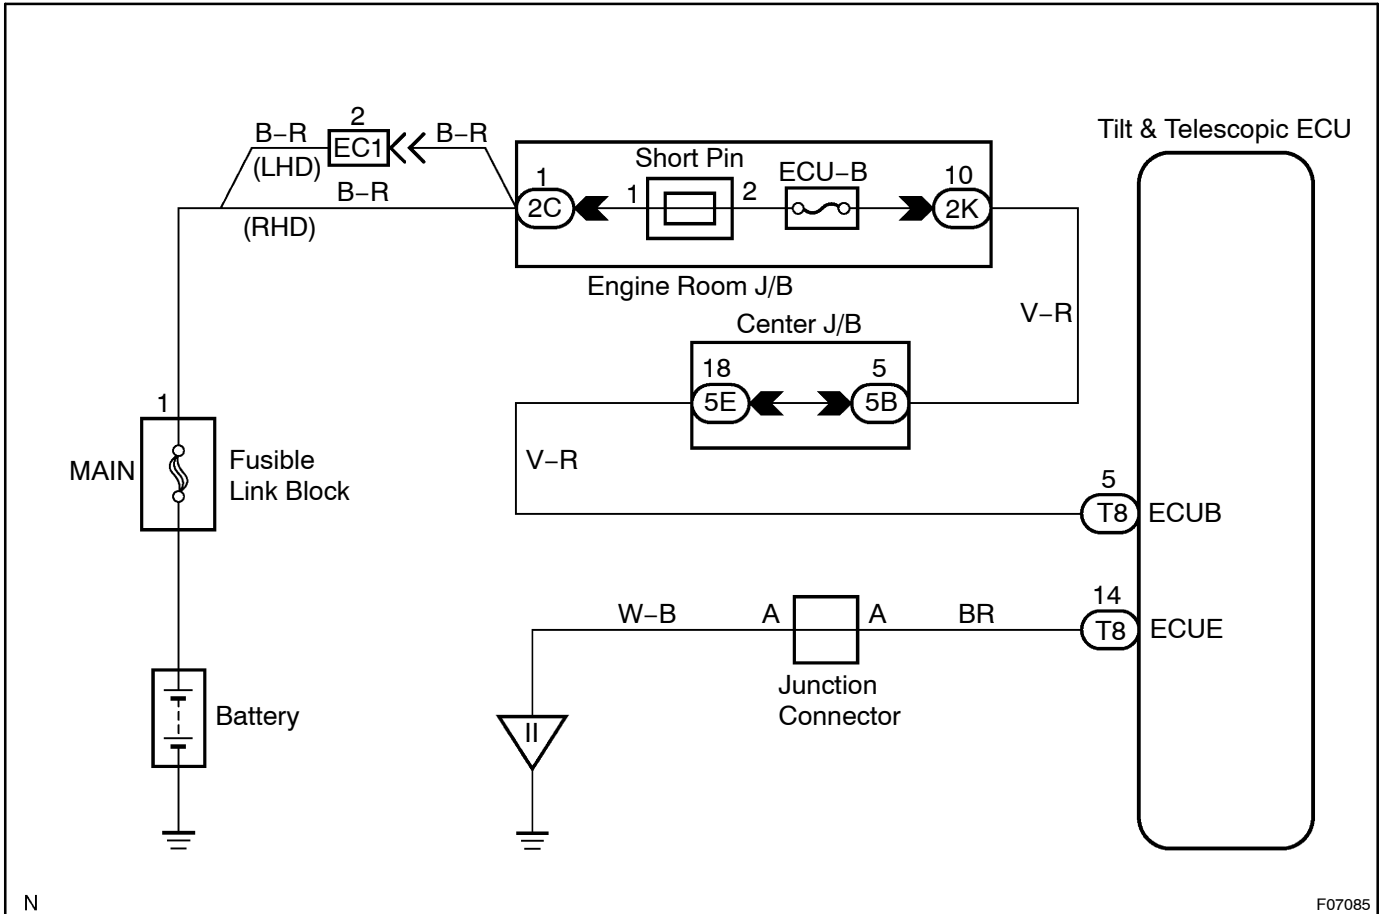 2
B−R
EC1
B−R
(LHD)
B−R
(RHD)
Tilt & Telescopic ECU
Short Pin
ECU−B
1
1
2
10
2C
2K
Engine Room J/B
V−R
Center J/B
18
5
5E
5B
V−R
1
MAIN
Fusible
Link Block
5
T8
ECUB
14
T8
ECUE
W−B
A
A
BR
Junction
Connector
Battery
II
N
F07085